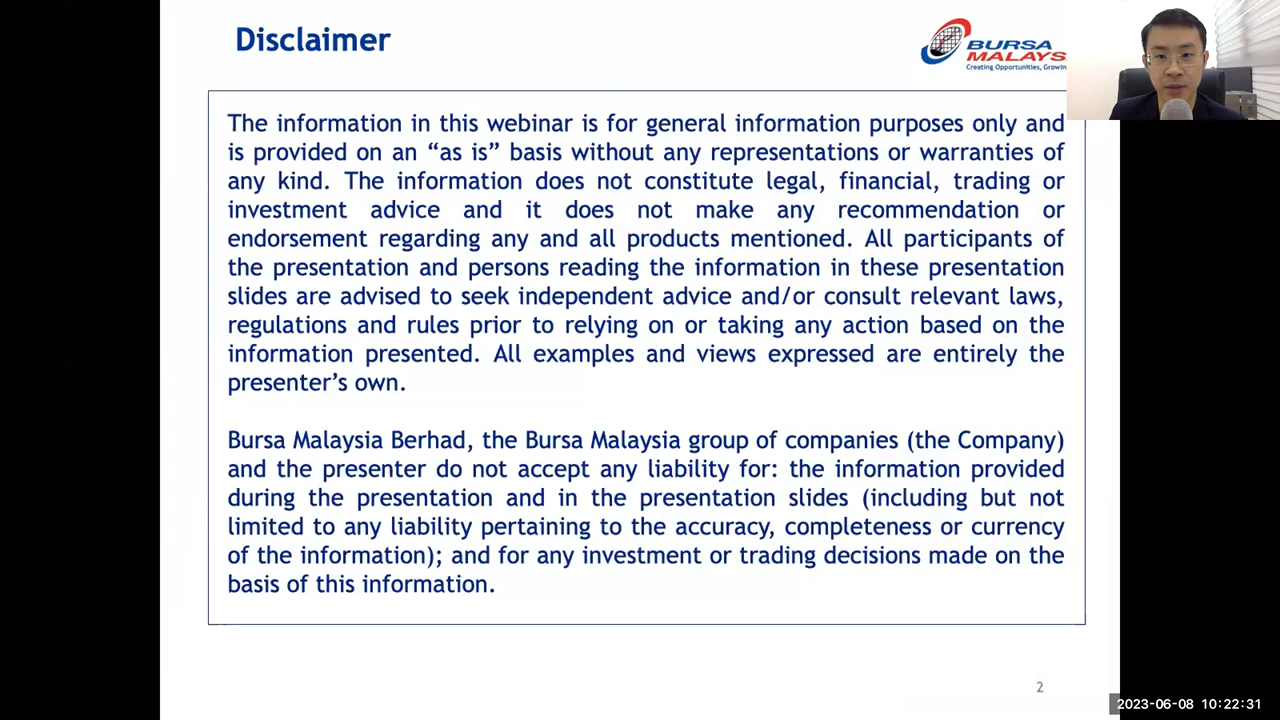 Disclaimer
BURSA
MALAYS
Creating Opportunities, Growin
The information in this webinar is for general information purposes only and
is provided on an “as is” basis without any representations or warranties of
any kind. The information does not constitute legal, financial, trading or
investment advice and it does not make any recommendation or
endorsement regarding any and all products mentioned. All participants of
the presentation and persons reading the information in these presentation
slides are advised to seek independent advice and/or consult relevant laws,
regulations and rules prior to relying on or taking any action based on the
information presented. All examples and views expressed are entirely the
presenter’s own.
Bursa Malaysia Berhad, the Bursa Malaysia group of companies (the Company)
and the presenter do not accept any liability for: the information provided
during the presentation and in the presentation slides (including but not
limited to any liability pertaining to the accuracy, completeness or currency
of the information); and for any investment or trading decisions made on the
basis of this information.
2
2023-06-08 10:22:31